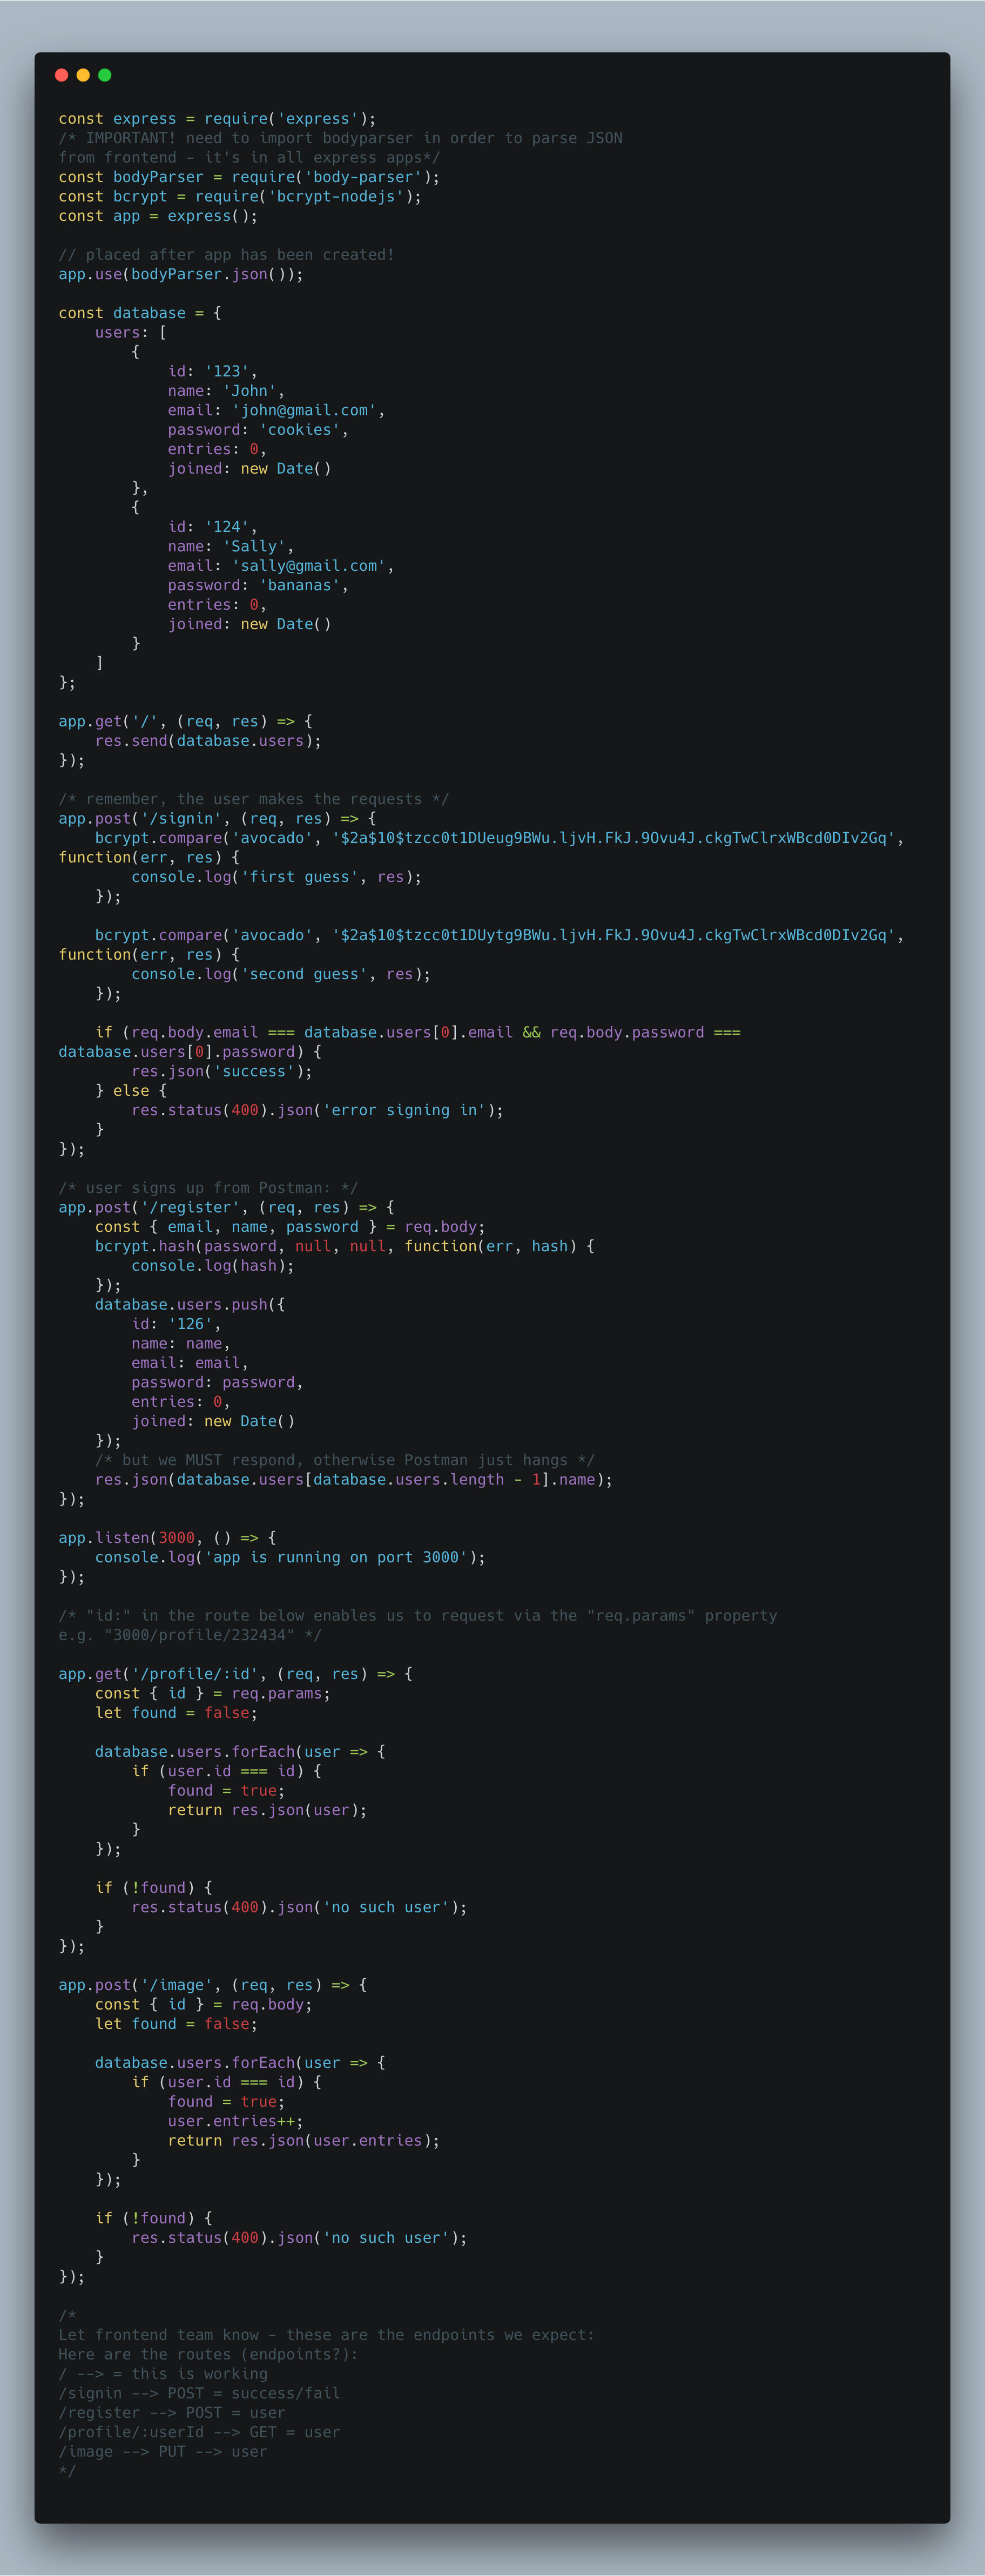 const express = require('express');
/* IMPORTANT! need to import bodyparser in order to parse JSON
from frontend - it's in all express apps*/
const bodyParser = require('body-parser');
const bcrypt = require('bcrypt-nodejs');
const app = express();

// placed after app has been created!
app.use(bodyParser.json());

const database = {
    users: [
        {
            id: '123',
            name: 'John',
            email: 'john@gmail.com',
            password: 'cookies',
            entries: 0,
            joined: new Date()
        },
        {
            id: '124',
            name: 'Sally',
            email: 'sally@gmail.com',
            password: 'bananas',
            entries: 0,
            joined: new Date()
        }
    ]
};

app.get('/', (req, res) => {
    res.send(database.users);
});

/* remember, the user makes the requests */
app.post('/signin', (req, res) => {
    bcrypt.compare('avocado', '$2a$10$tzcc0t1DUeug9BWu.ljvH.FkJ.9Ovu4J.ckgTwClrxWBcd0DIv2Gq',
function(err, res) {
        console.log('first guess', res);
    });

    bcrypt.compare('avocado', '$2a$10$tzcc0t1DUytg9BWu.ljvH.FkJ.9Ovu4J.ckgTwClrxWBcd0DIv2Gq',
function(err, res) {
        console.log('second guess', res);
    });

    if (req.body.email === database.users[0].email && req.body.password ===
database.users[0].password) {
        res.json('success');
    } else {
        res.status(400).json('error signing in');
    }
});

/* user signs up from Postman: */
app.post('/register', (req, res) => {
    const { email, name, password } = req.body;
    bcrypt.hash(password, null, null, function(err, hash) {
        console.log(hash);
    });
    database.users.push({
        id: '126',
        name: name,
        email: email,
        password: password,
        entries: 0,
        joined: new Date()
    });
    /* but we MUST respond, otherwise Postman just hangs */
    res.json(database.users[database.users.length - 1].name);
});

app.listen(3000, () => {
    console.log('app is running on port 3000');
});

/* "id:" in the route below enables us to request via the "req.params" property
e.g. "3000/profile/232434" */

app.get('/profile/:id', (req, res) => {
    const { id } = req.params;
    let found = false;

    database.users.forEach(user => {
        if (user.id === id) {
            found = true;
            return res.json(user);
        }
    });

    if (!found) {
        res.status(400).json('no such user');
    }
});

app.post('/image', (req, res) => {
    const { id } = req.body;
    let found = false;

    database.users.forEach(user => {
        if (user.id === id) {
            found = true;
            user.entries++;
            return res.json(user.entries);
        }
    });

    if (!found) {
        res.status(400).json('no such user');
    }
});

/*
Let frontend team know - these are the endpoints we expect:
Here are the routes (endpoints?):
/ --> = this is working
/signin --> POST = success/fail
/register --> POST = user
/profile/:userId --> GET = user
/image --> PUT --> user
*/